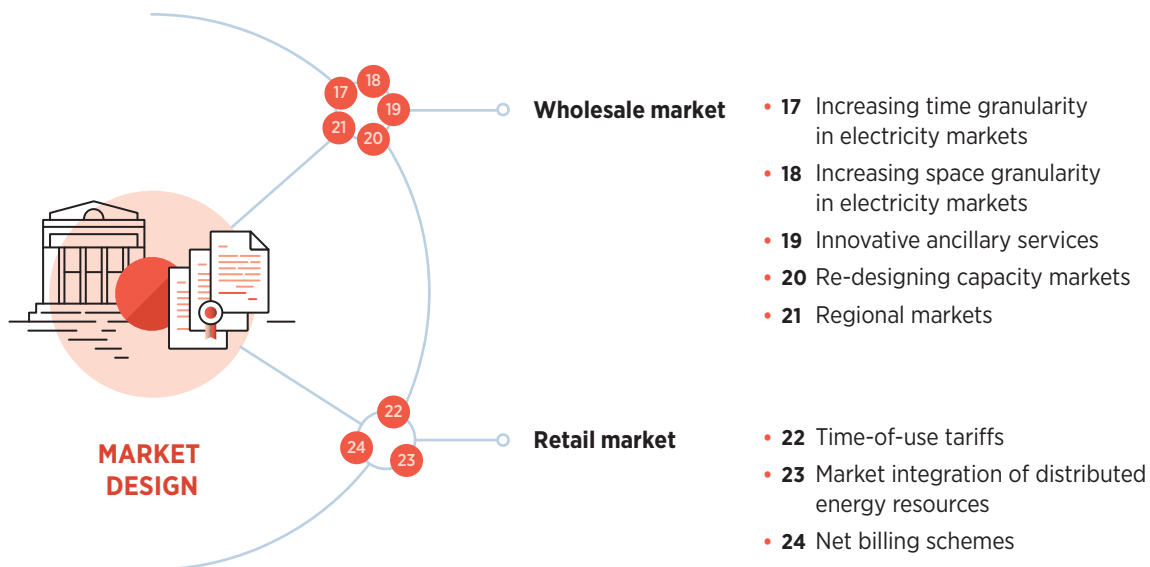 17
18
19
20
21
Wholesale market
• 17 Increasing time granularity
in electricity markets
• 18 Increasing space granularity
in electricity markets
• 19 Innovative ancillary services
• 20 Re-designing capacity markets
• 21 Regional markets
MARKET
DESIGN
22
23
24
Retail market
• 22 Time-of-use tariffs
• 23 Market integration of distributed
energy resources
• 24 Net billing schemes